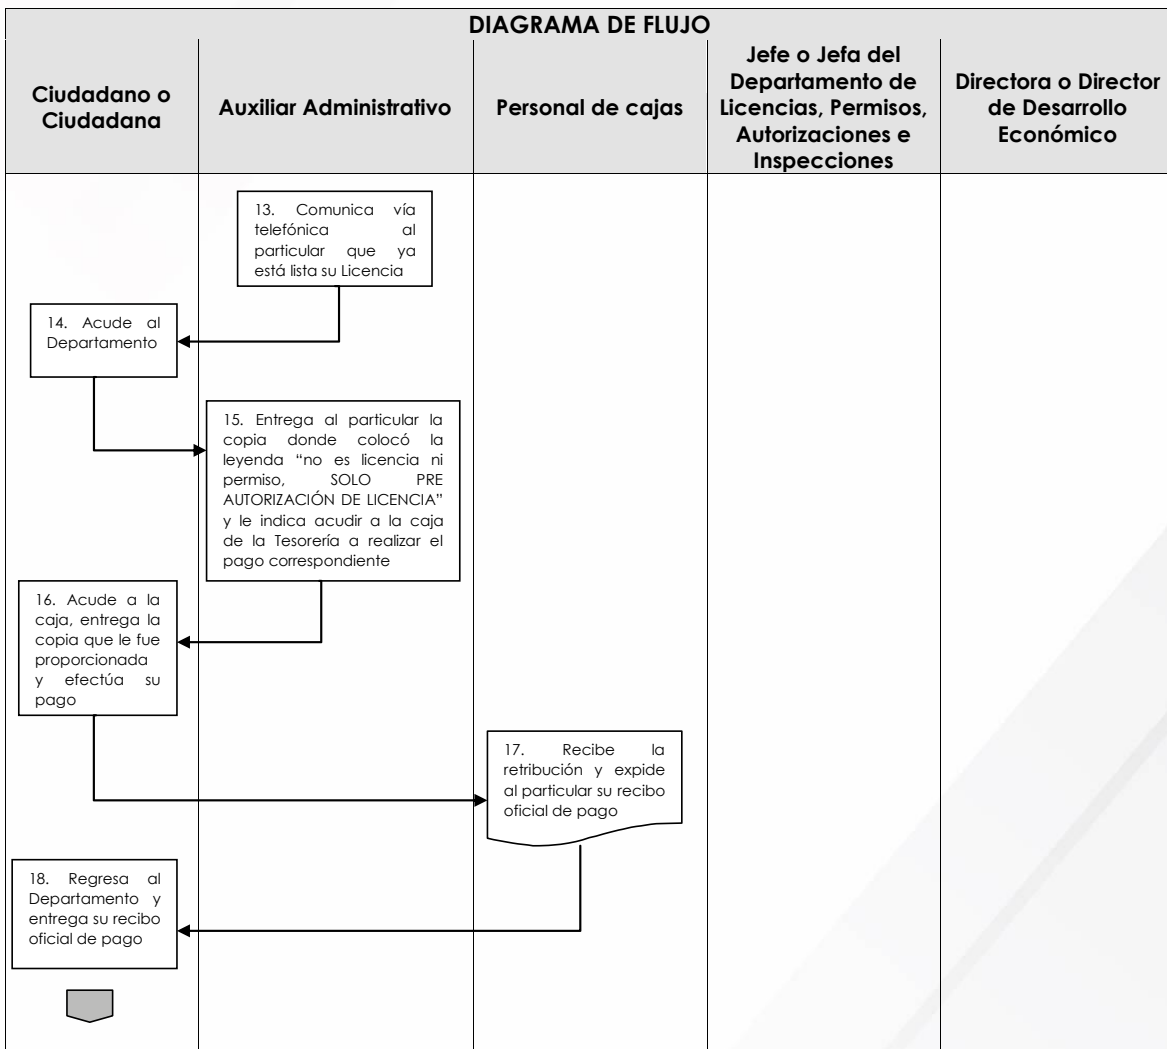 DIAGRAMA DE FLUJO
Ciudadano o
Ciudadana
Auxiliar Administrativo
Personal de cajas
Jefe o Jefa del
Departamento de
Licencias, Permisos,
Autorizaciones e
Inspecciones
Directora o Director
de Desarrollo
Económico
13. Comunica vía
telefónica al
particular que ya
está lista su Licencia
14. Acude al
Departamento
15. Entrega al particular la
copia donde colocó la
leyenda “no es licencia ni
permiso, SOLO PRE
AUTORIZACIÓN DE LICENCIA”
y le indica acudir a la caja
de la Tesorería a realizar el
pago correspondiente
16. Acude a la
caja, entrega la
copia que le fue
proporcionada
y efectúa su
pago
17. Recibe la
retribución y expide
al particular su recibo
oficial de pago
18. Regresa al
Departamento y
entrega su recibo
oficial de pago